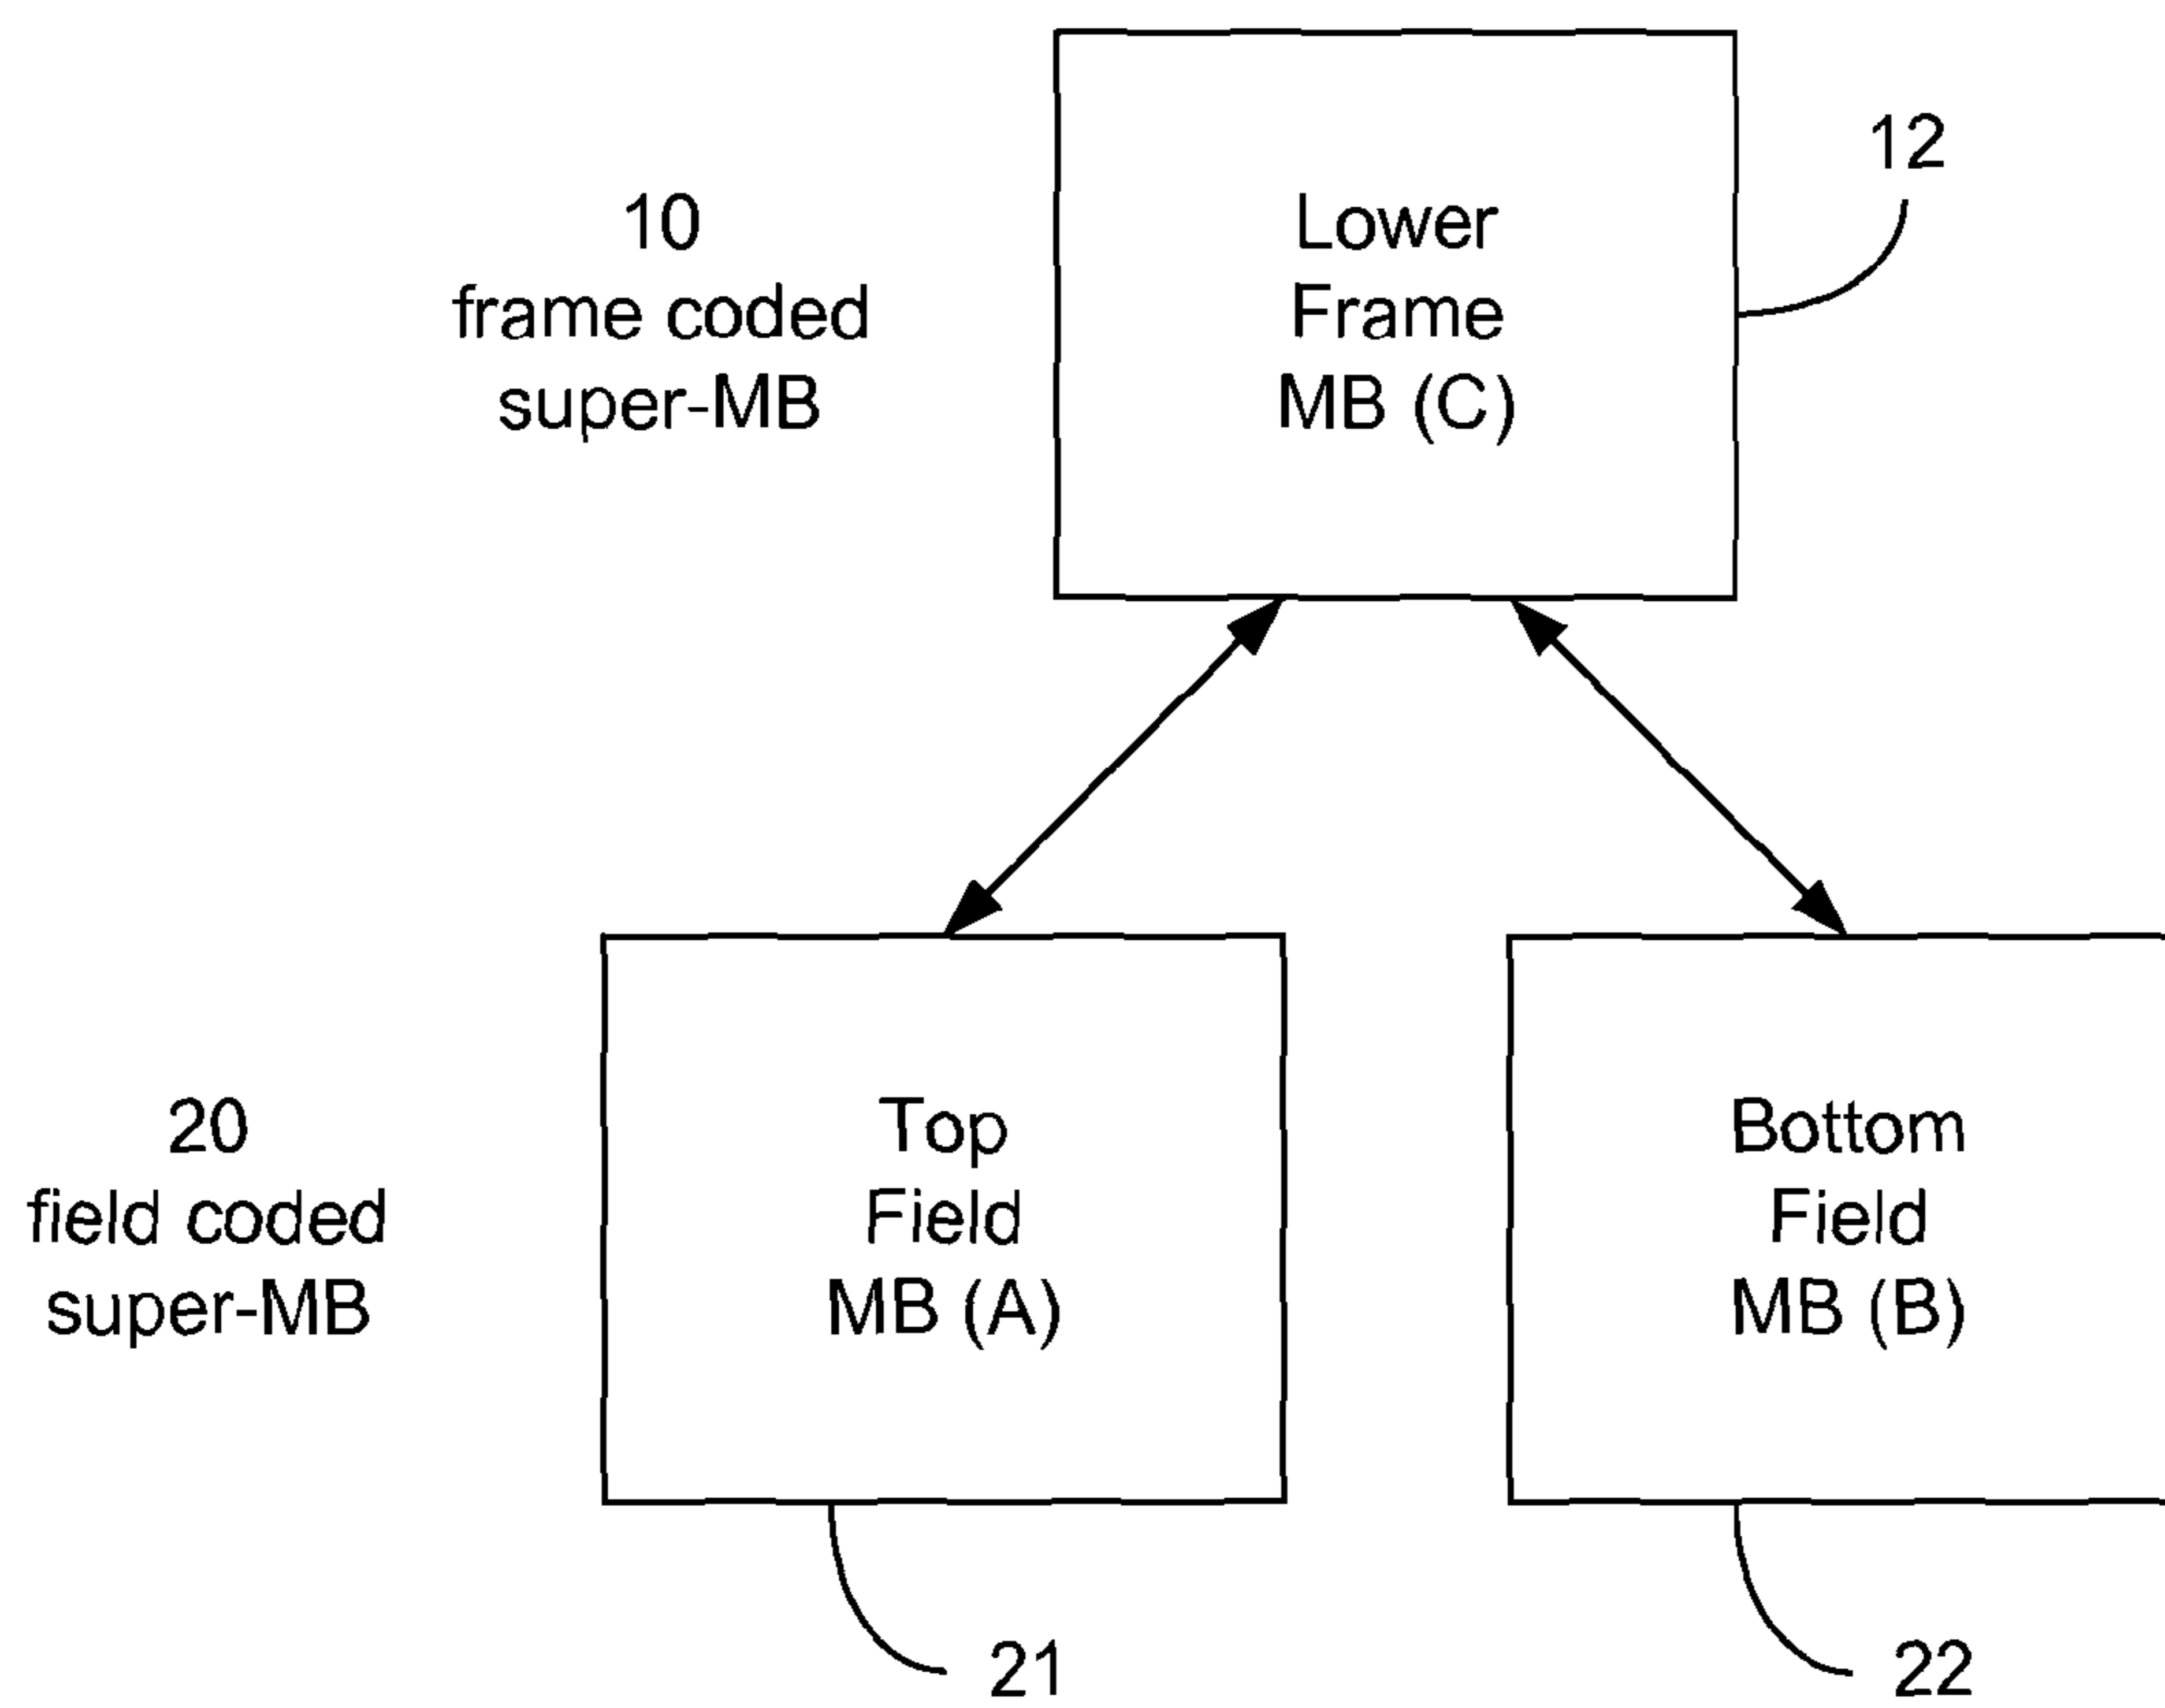 12
10
frame coded
super-MB
Lower
Frame
MB (C)
20
field coded
super-MB
Top
Field
MB (A)
Bottom
Field
MB (B)
21
22